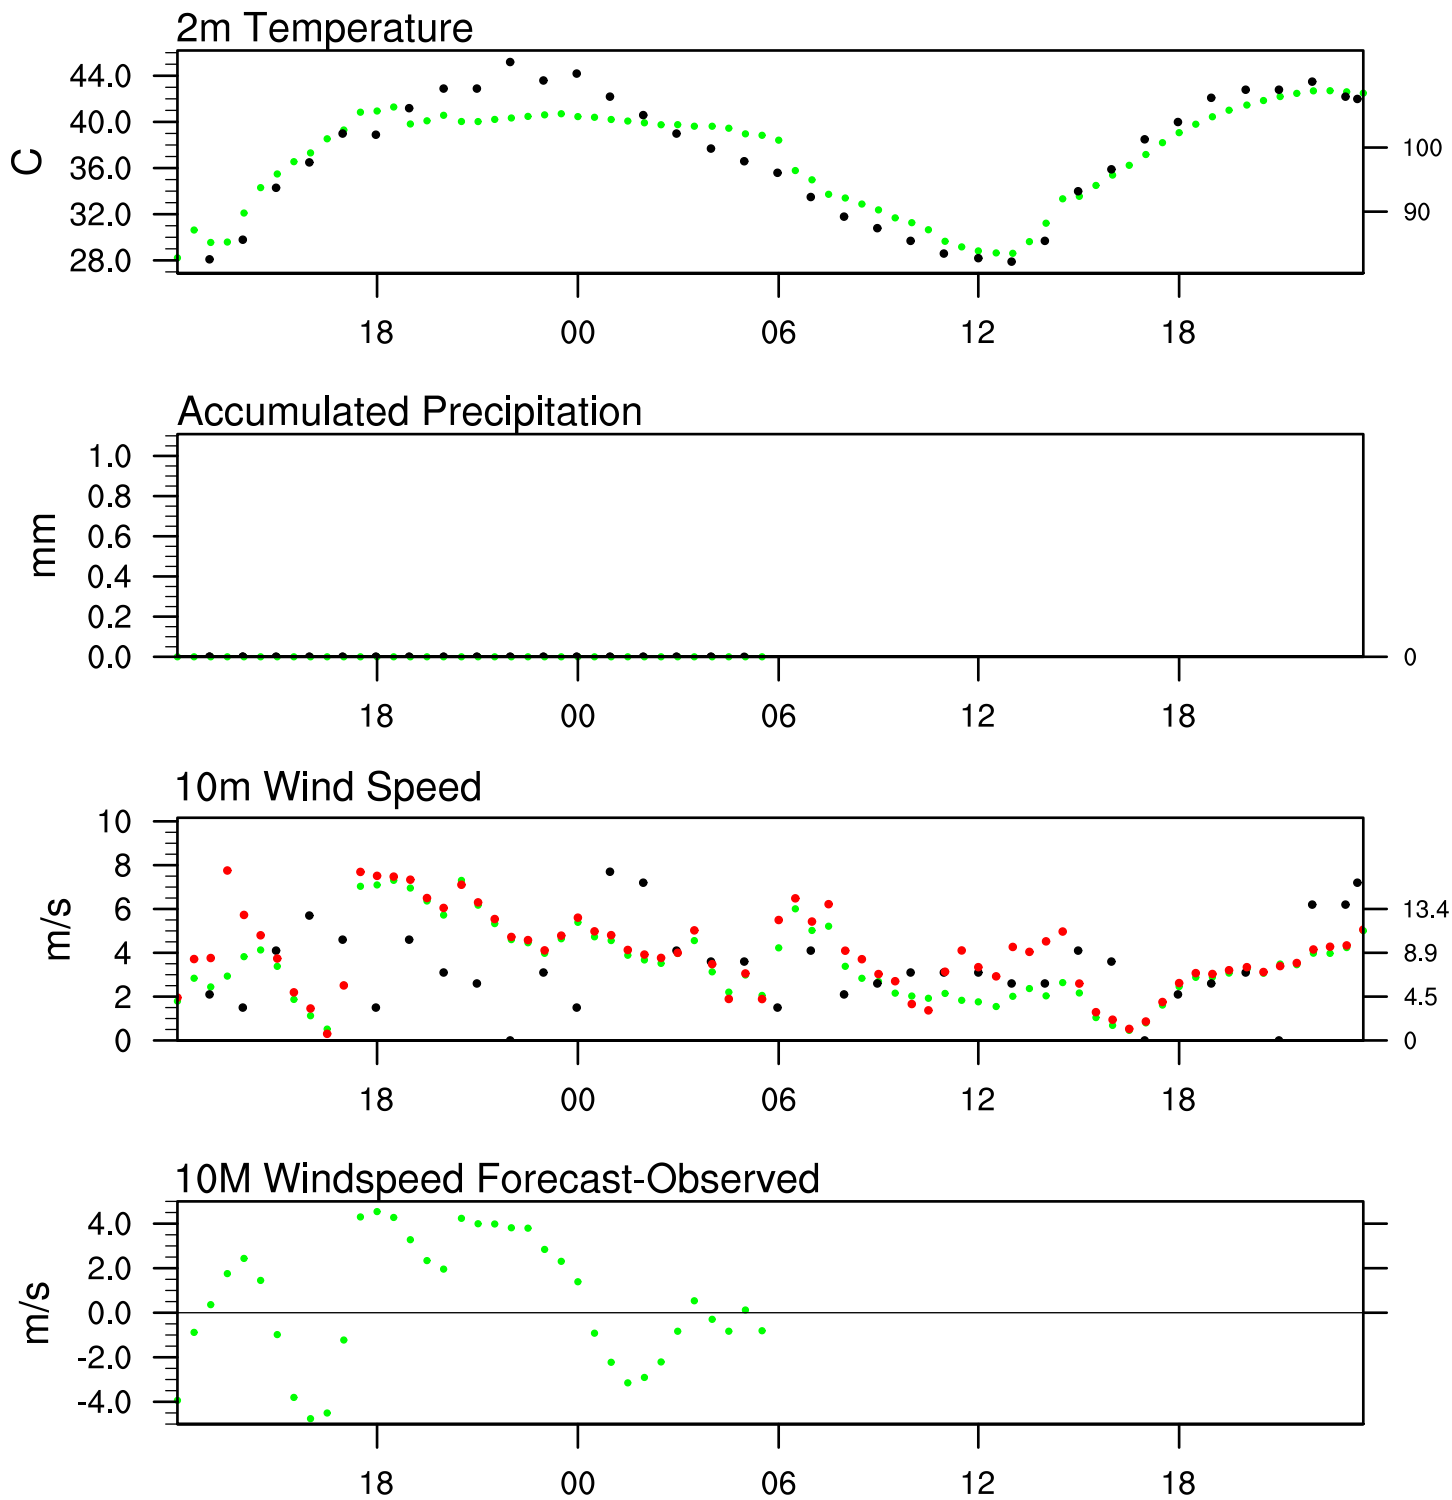 2m Temperature
44.0
40.0
36.0
32.0
28.0
C
100
90
18 00 06 12 18
Accumulated Precipitation
1.0
0.8
0.6
0.4
0.2
0.0
mm
0
18 00 06 12 18
10m Wind Speed
10
8
6
4
2
0
m/s
13.4
8.9
4.5
0
18 00 06 12 18
10M Windspeed Forecast-Observed
4.0
2.0
0.0
-2.0
-4.0
m/s
18 00 06 12 18